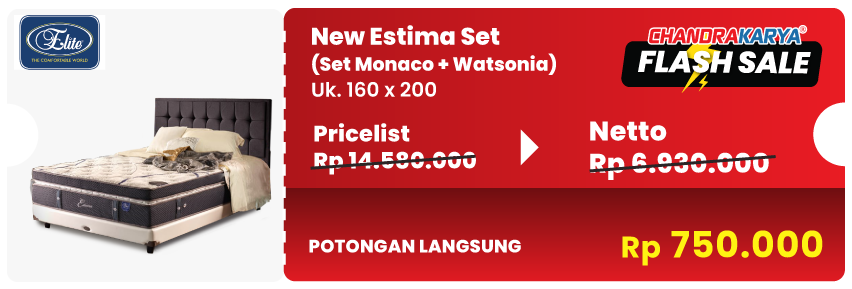 Elite
THE COMFORTABLE WORLD
New Estima Set
(Set Monaco + Watsonia)
Uk. 160 x 200
CHANDRAKARYA®
FLASH SALE
Pricelist
Rp 14.580.000
Netto
Rp 6.930.000
POTONGAN LANGSUNG
Rp 750.000